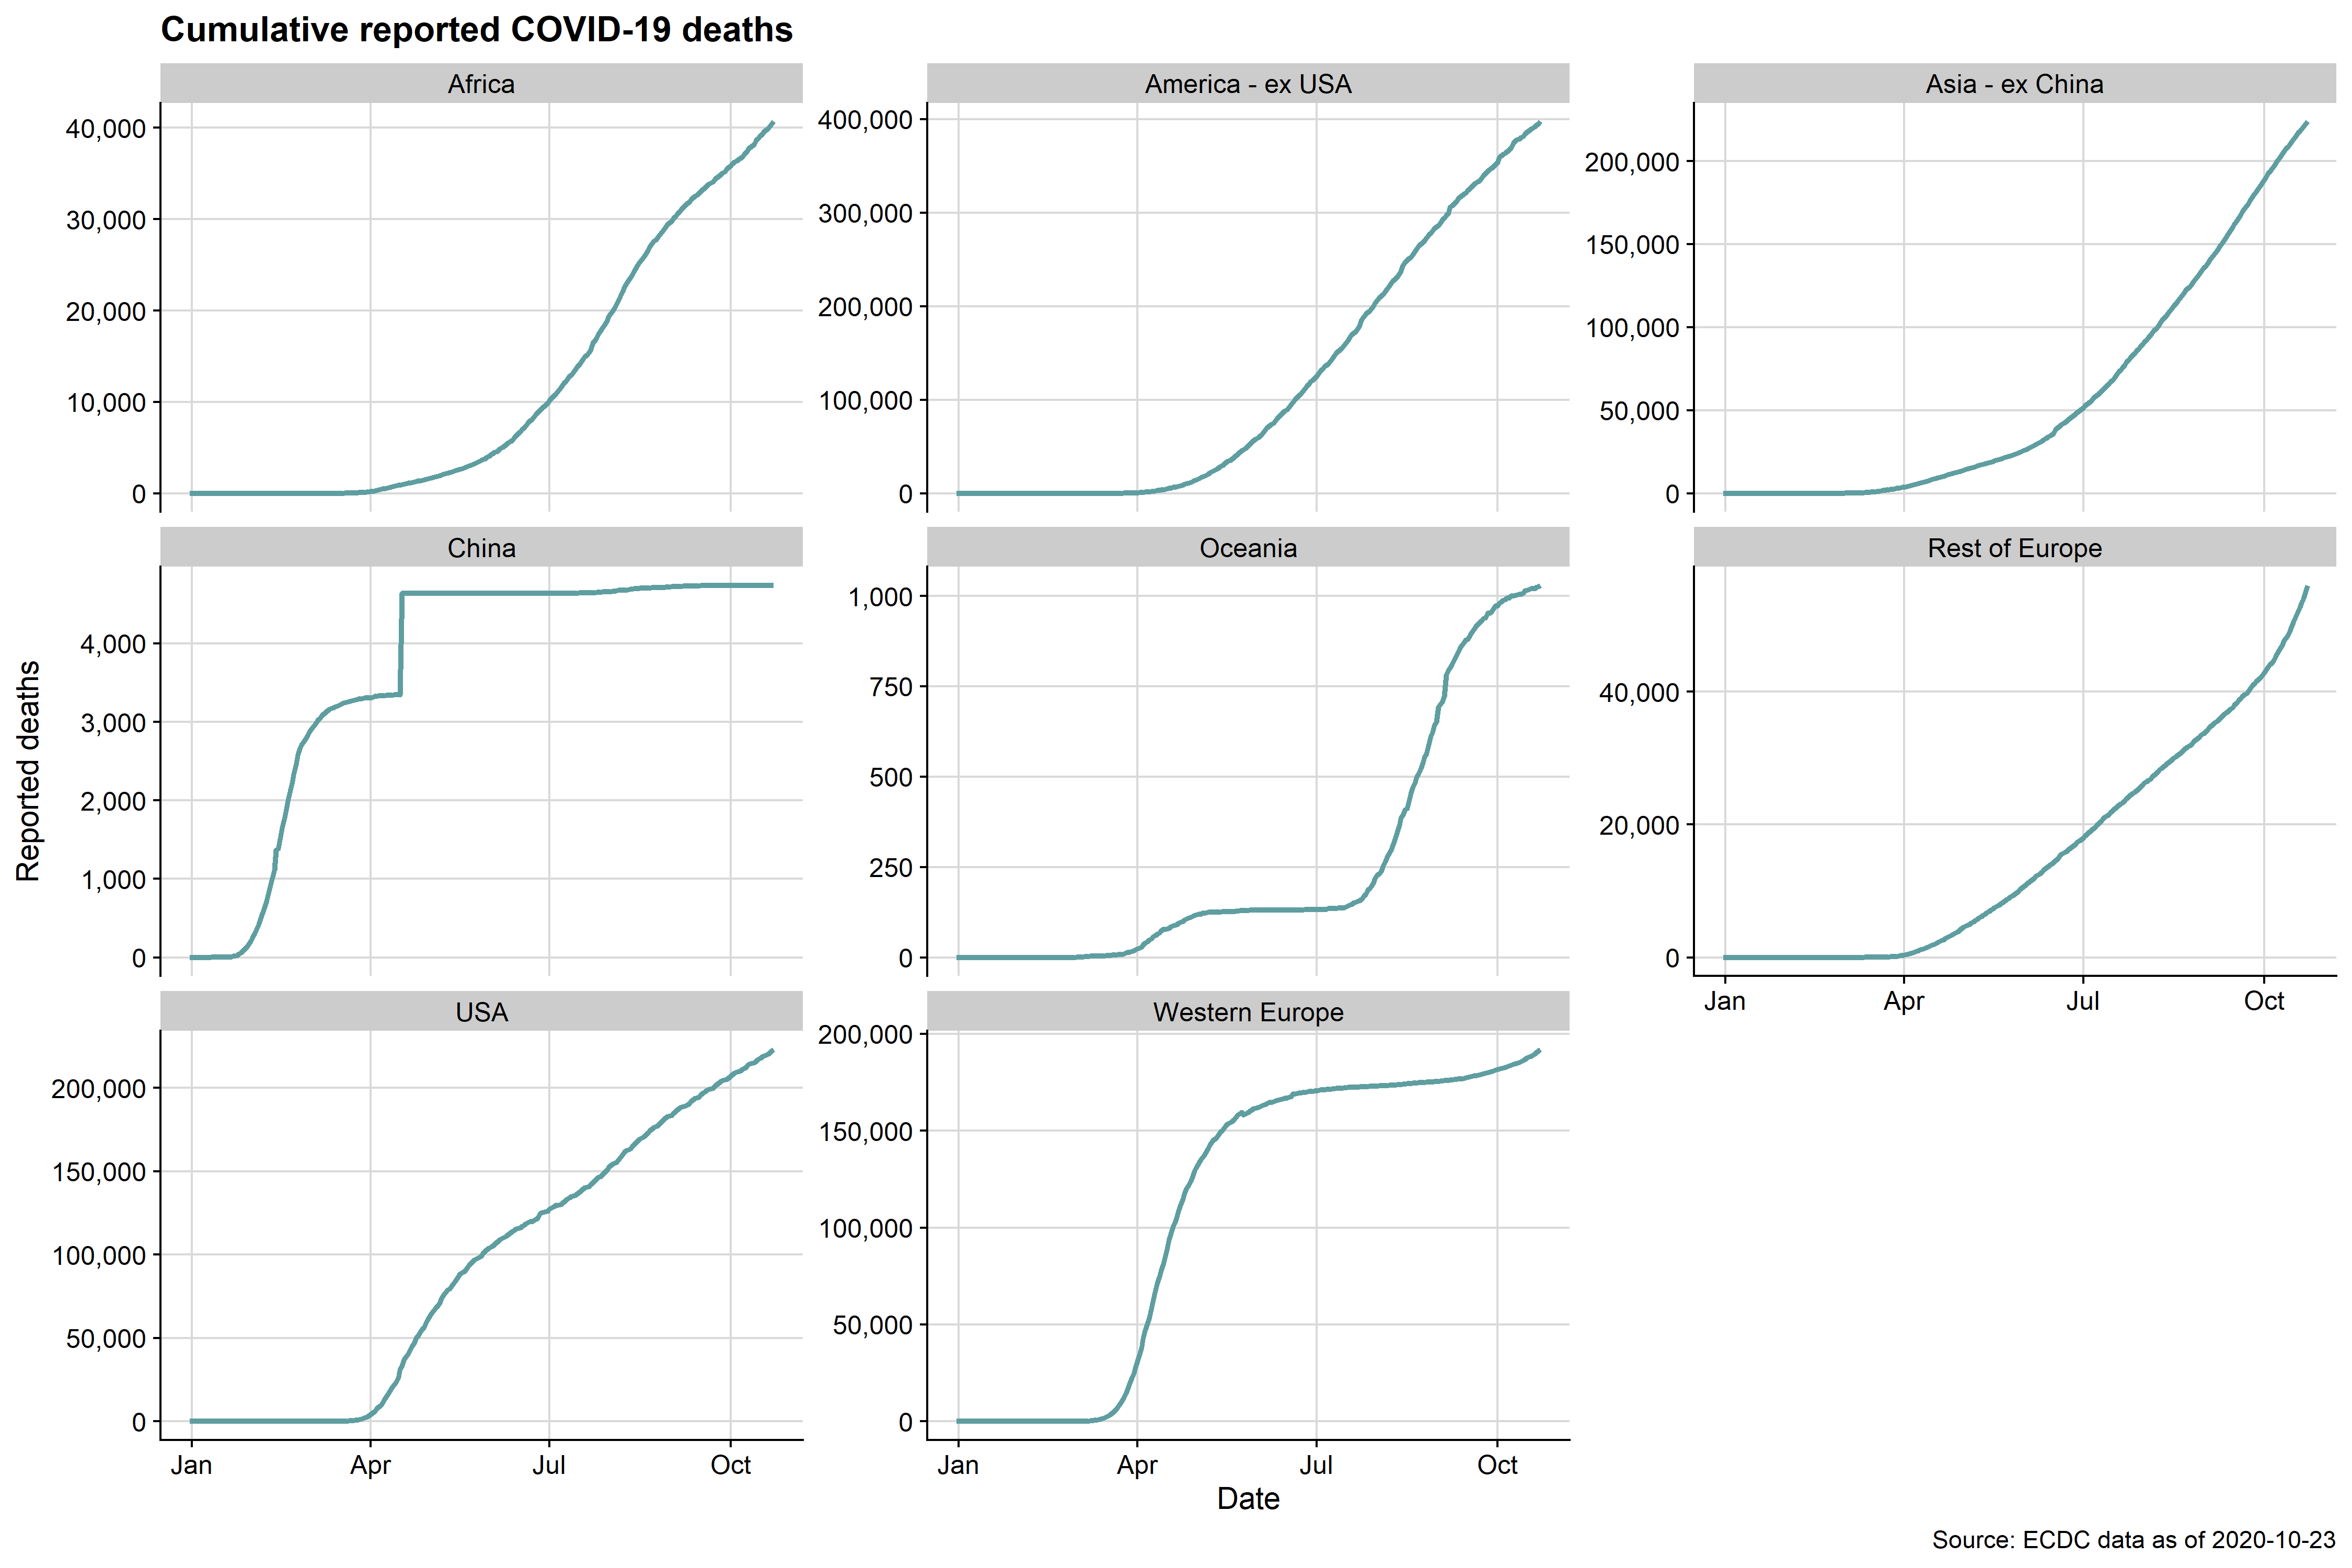 Cumulative reported COVID-19 deaths
Africa
40,000
30,000
20,000
10,000
0
America - ex USA
400,000
300,000
200,000
100,000
0
Asia - ex China
200,000
150,000
100,000
50,000
0
Reported deaths
China
4,000
3,000
2,000
1,000
0
Oceania
1,000
750
500
250
0
Rest of Europe
40,000
20,000
0
Jan Apr Jul Oct
USA
200,000
150,000
100,000
50,000
0
Jan Apr Jul Oct
Western Europe
200,000
150,000
100,000
50,000
0
Jan Apr Jul Oct
Date
Source: ECDC data as of 2020-10-23